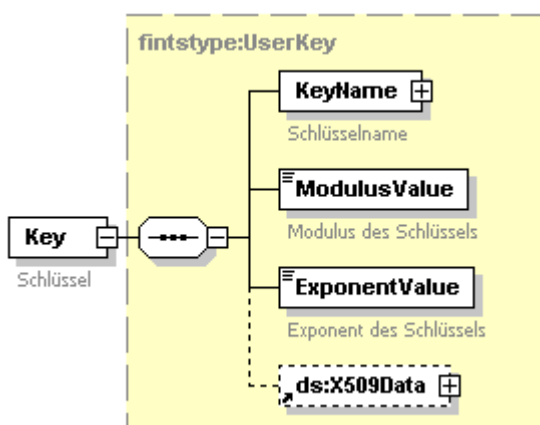 fintstype:UserKey
KeyName
Schlüsselname
ModulusValue
Modulus des Schlüssels
Key
Schlüssel
ExponentValue
Exponent des Schlüssels
ds:X509Data